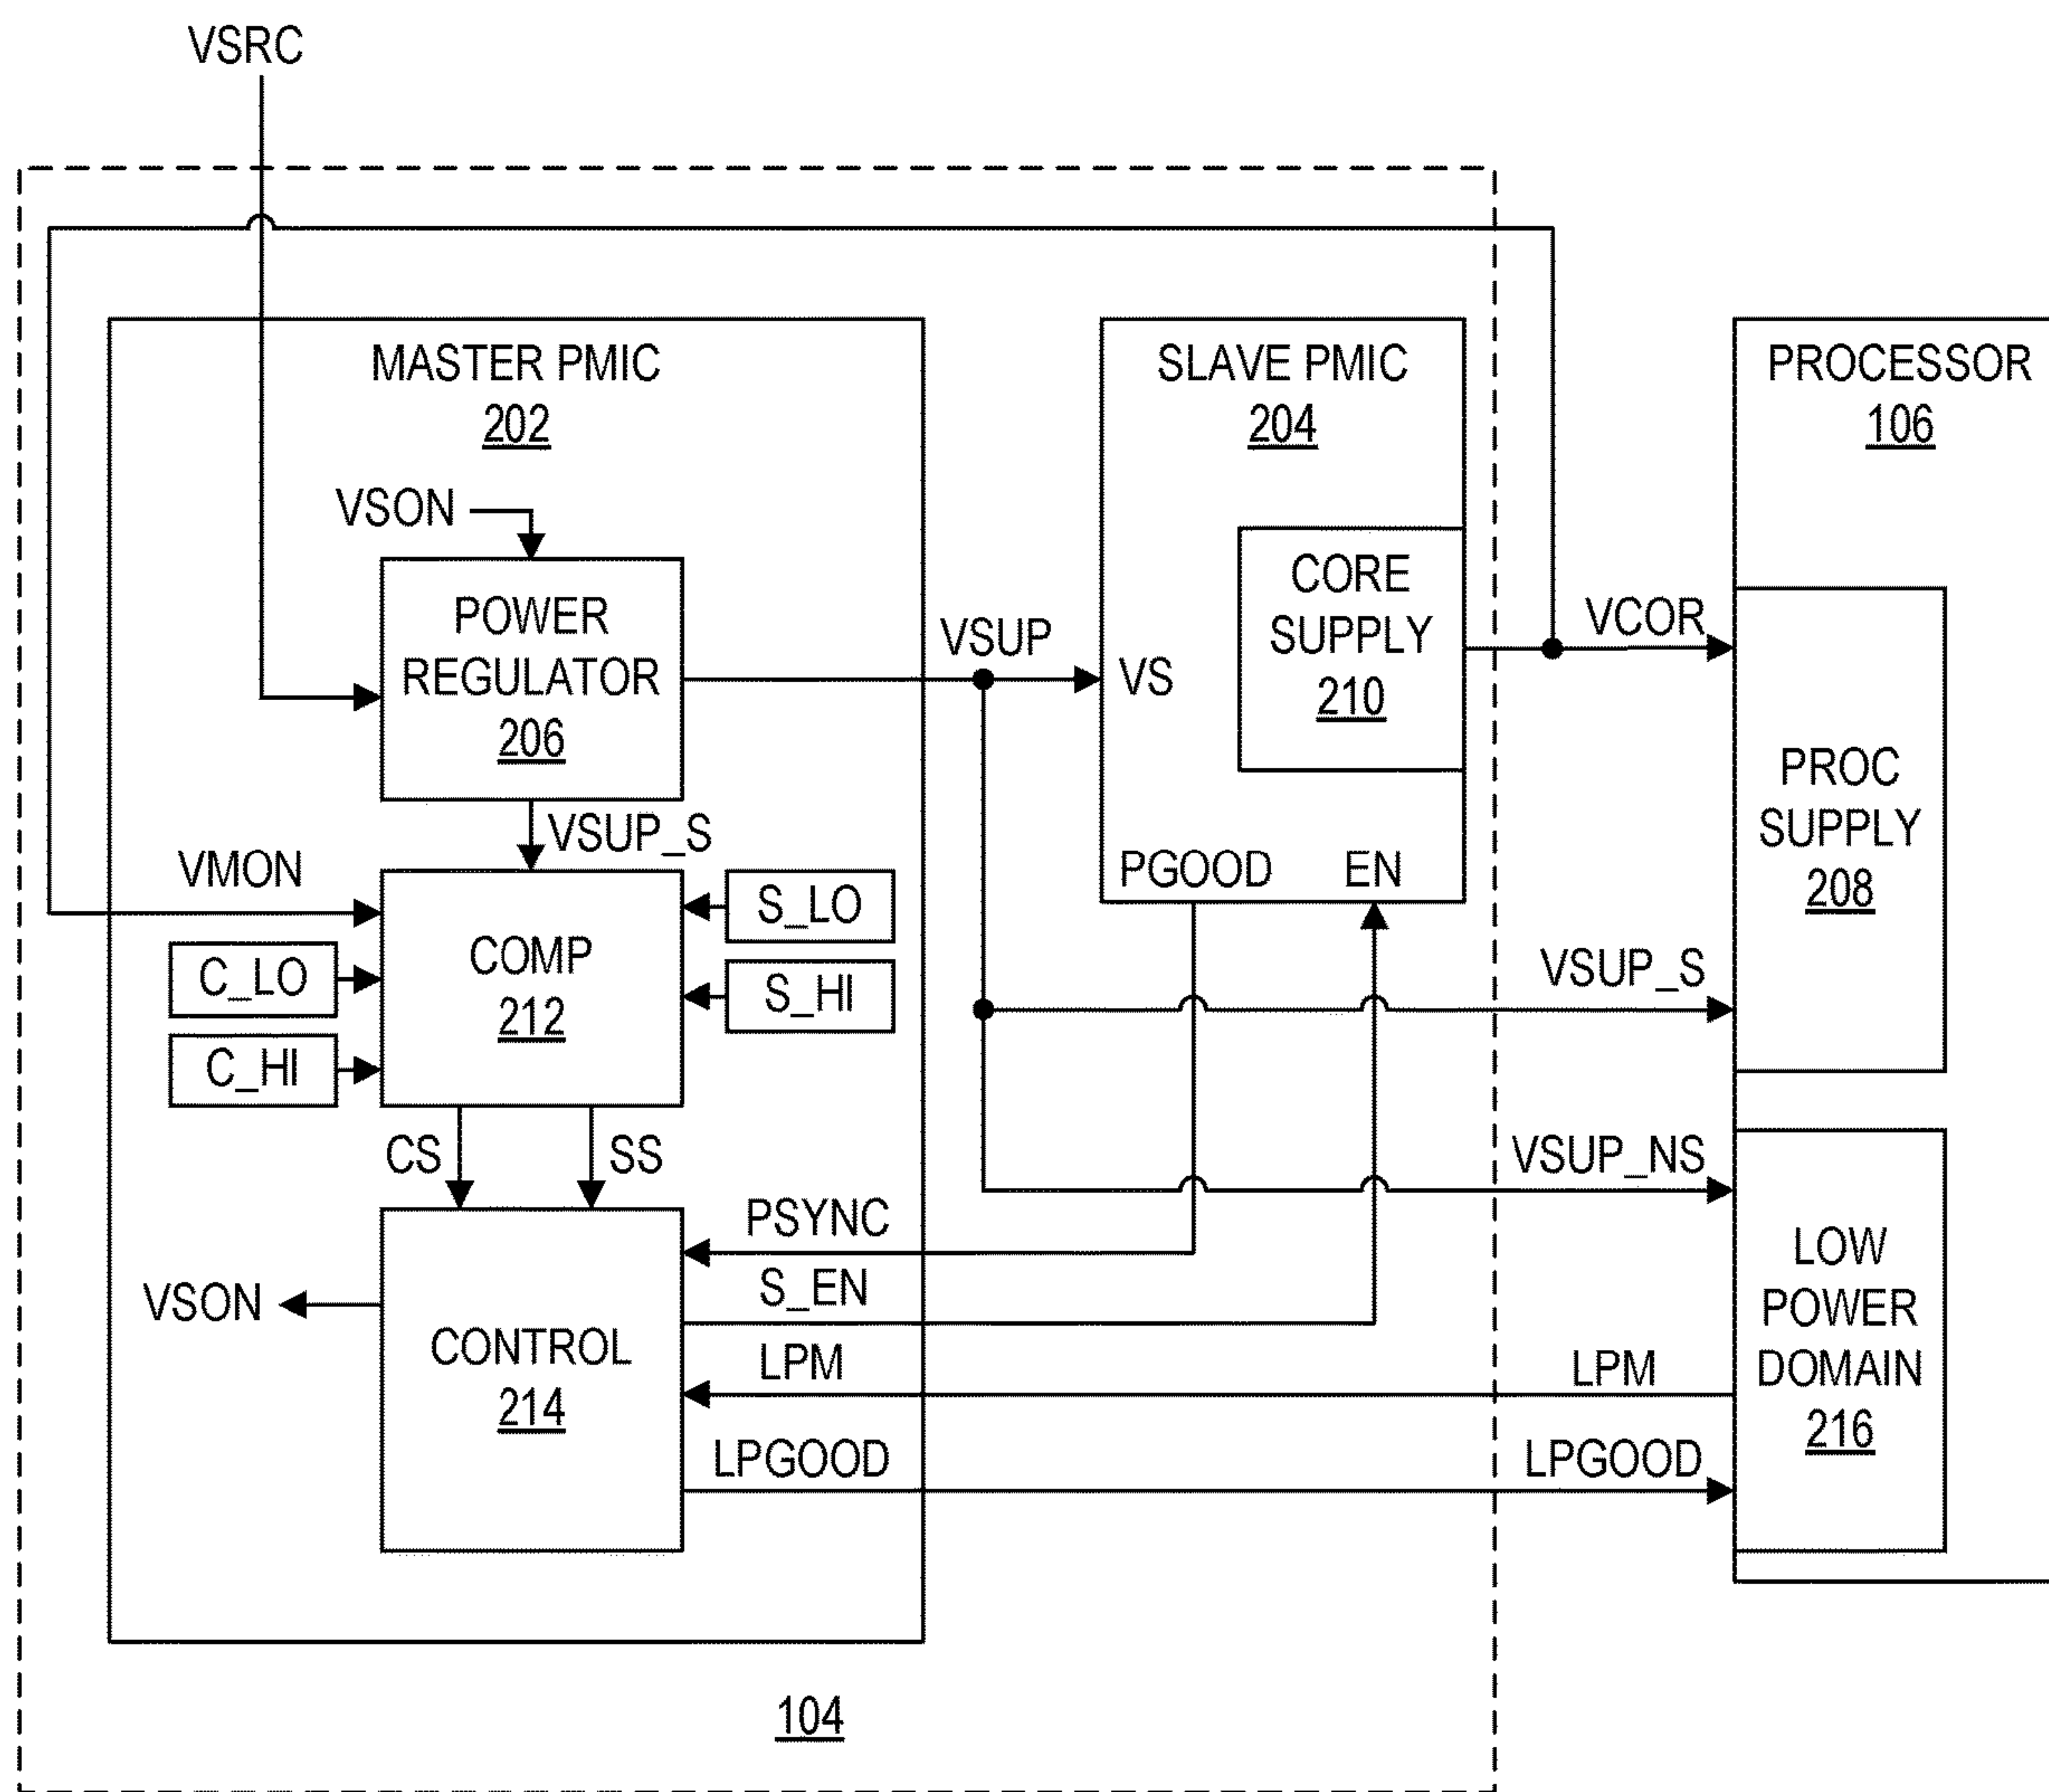 VSRC
MASTER PMIC
202
SLAVE PMIC
204
PROCESSOR
106
VSON
POWER
REGULATOR
206
VSUP
VS
CORE
SUPPLY
210
VCOR
PROC
SUPPLY
208
VSUP_S
VMON
C_LO
C_HI
COMP
212
S_LO
S_HI
PGOOD
EN
VSUP_S
VSUP_NS
CS
SS
PSYNC
S_EN
LPM
LPGOOD
VSON
CONTROL
214
LPM
LPGOOD
LOW
POWER
DOMAIN
216
104